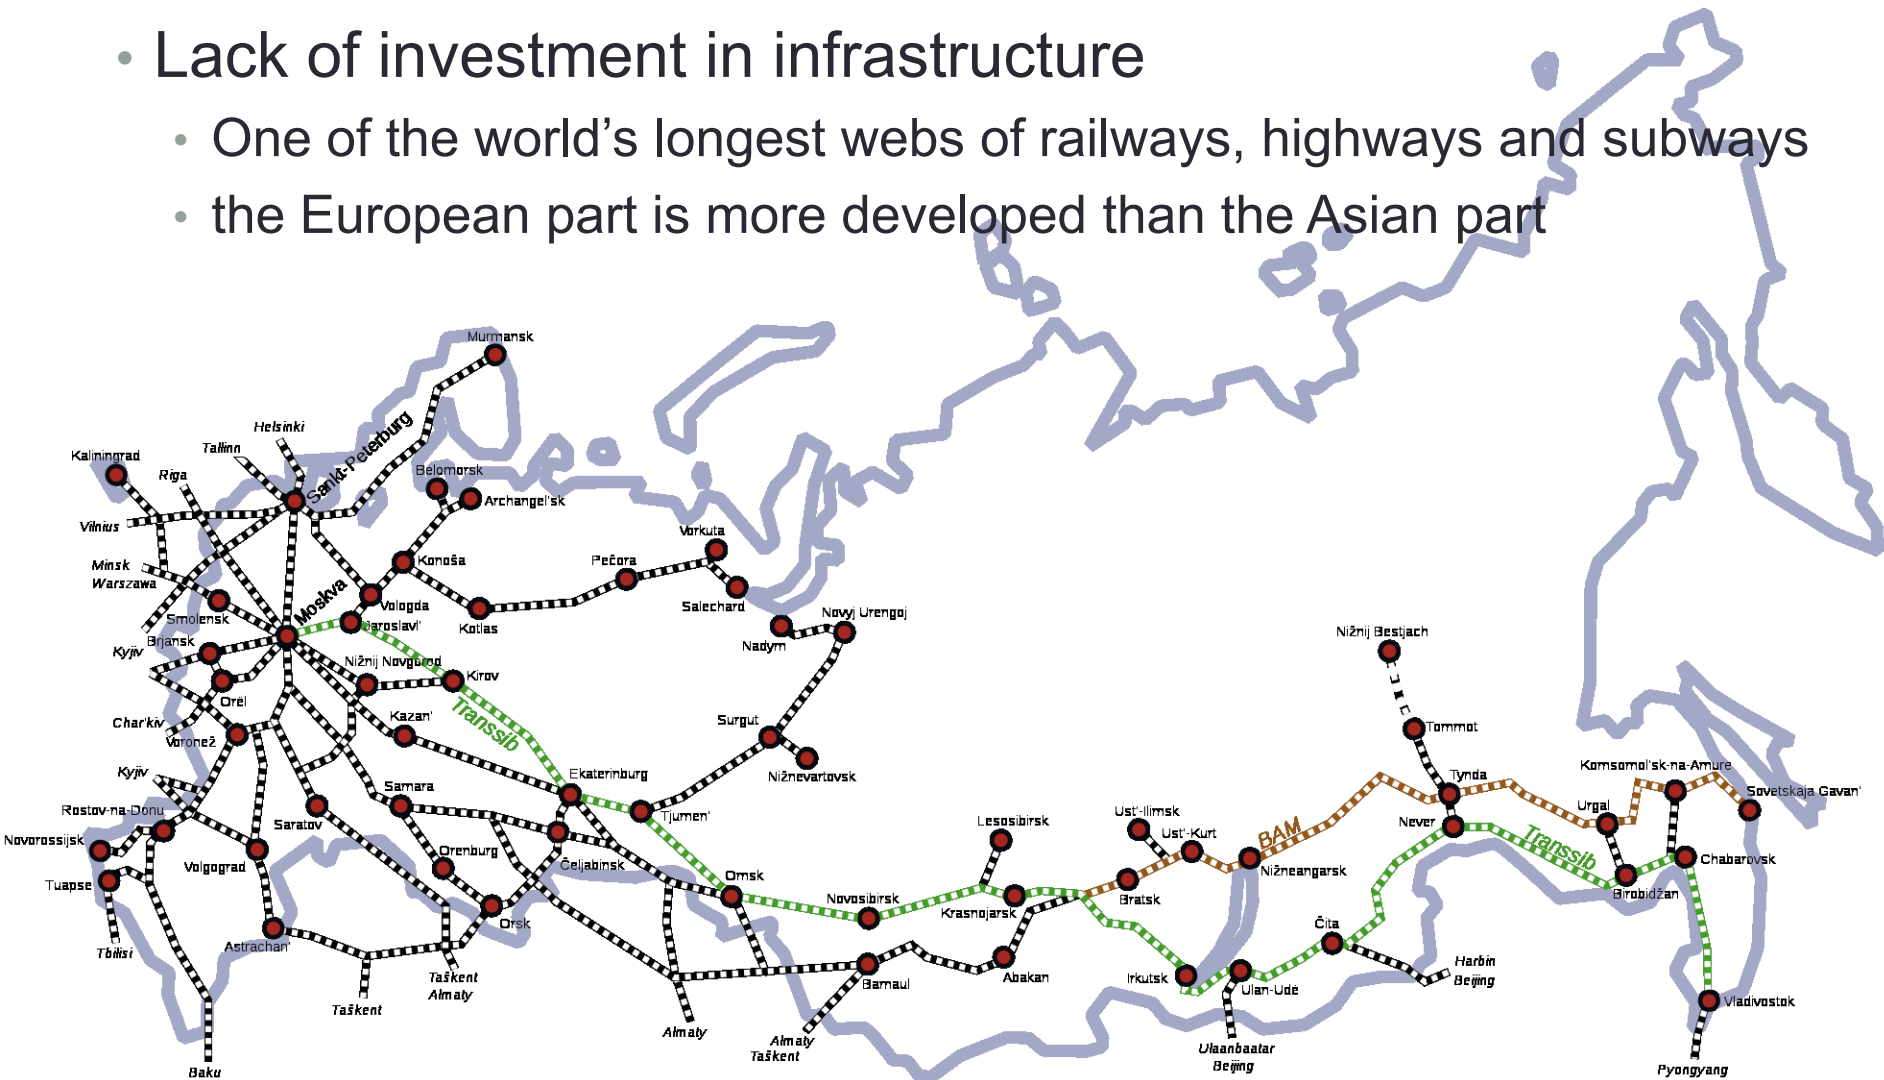 • Lack of investment in infrastructure
• One of the world’s longest webs of railways, highways and subways
• the European part is more developed than the Asian part
Murmansk
Helsinki
Tallinn
Sankt-Peterburg
Kaliningrad
Riga
Belomorsk
Archangel'sk
Vilnius
Vorkuta
Konoša
Pečora
Minsk
Warszawa
Moskva
Salechard
Vologda
Smolensk
Jaroslavl'
Kotlas
Novyj Urengoj
Nadym
Nižnij Bestjach
Brjansk
Kyjiv
Nižnij Novgorod
Kirov
Orël
Transsib
Kazan'
Surgut
Char'kiv
Voronež
Tommot
Kyjiv
Nižnevartovsk
Ekaterinburg
Samara
Tynda
Komsomol'sk-na-Amure
Sovetskaja Gavan'
Rostov-na-Donu
Tjumen'
Ust'-Ilimsk
Urgal
Saratov
Lesosibirsk
Never
Novorossijsk
Ust'-Kurt
BAM
Transsib
Orenburg
Čeljabinsk
Volgograd
Chabarovsk
Nižneangarsk
Tuapse
Omsk
Novosibirsk
Krasnojarsk
Bratsk
Birobidžan
Orsk
Čita
Astrachan'
Tbilisi
Taškent
Almaty
Barnaul
Abakan
Irkutsk
Ulan-Udė
Harbin
Beijing
Vladivostok
Taškent
Almaty
Almaty
Taškent
Ulaanbaatar
Beijing
Baku
Pyongyang